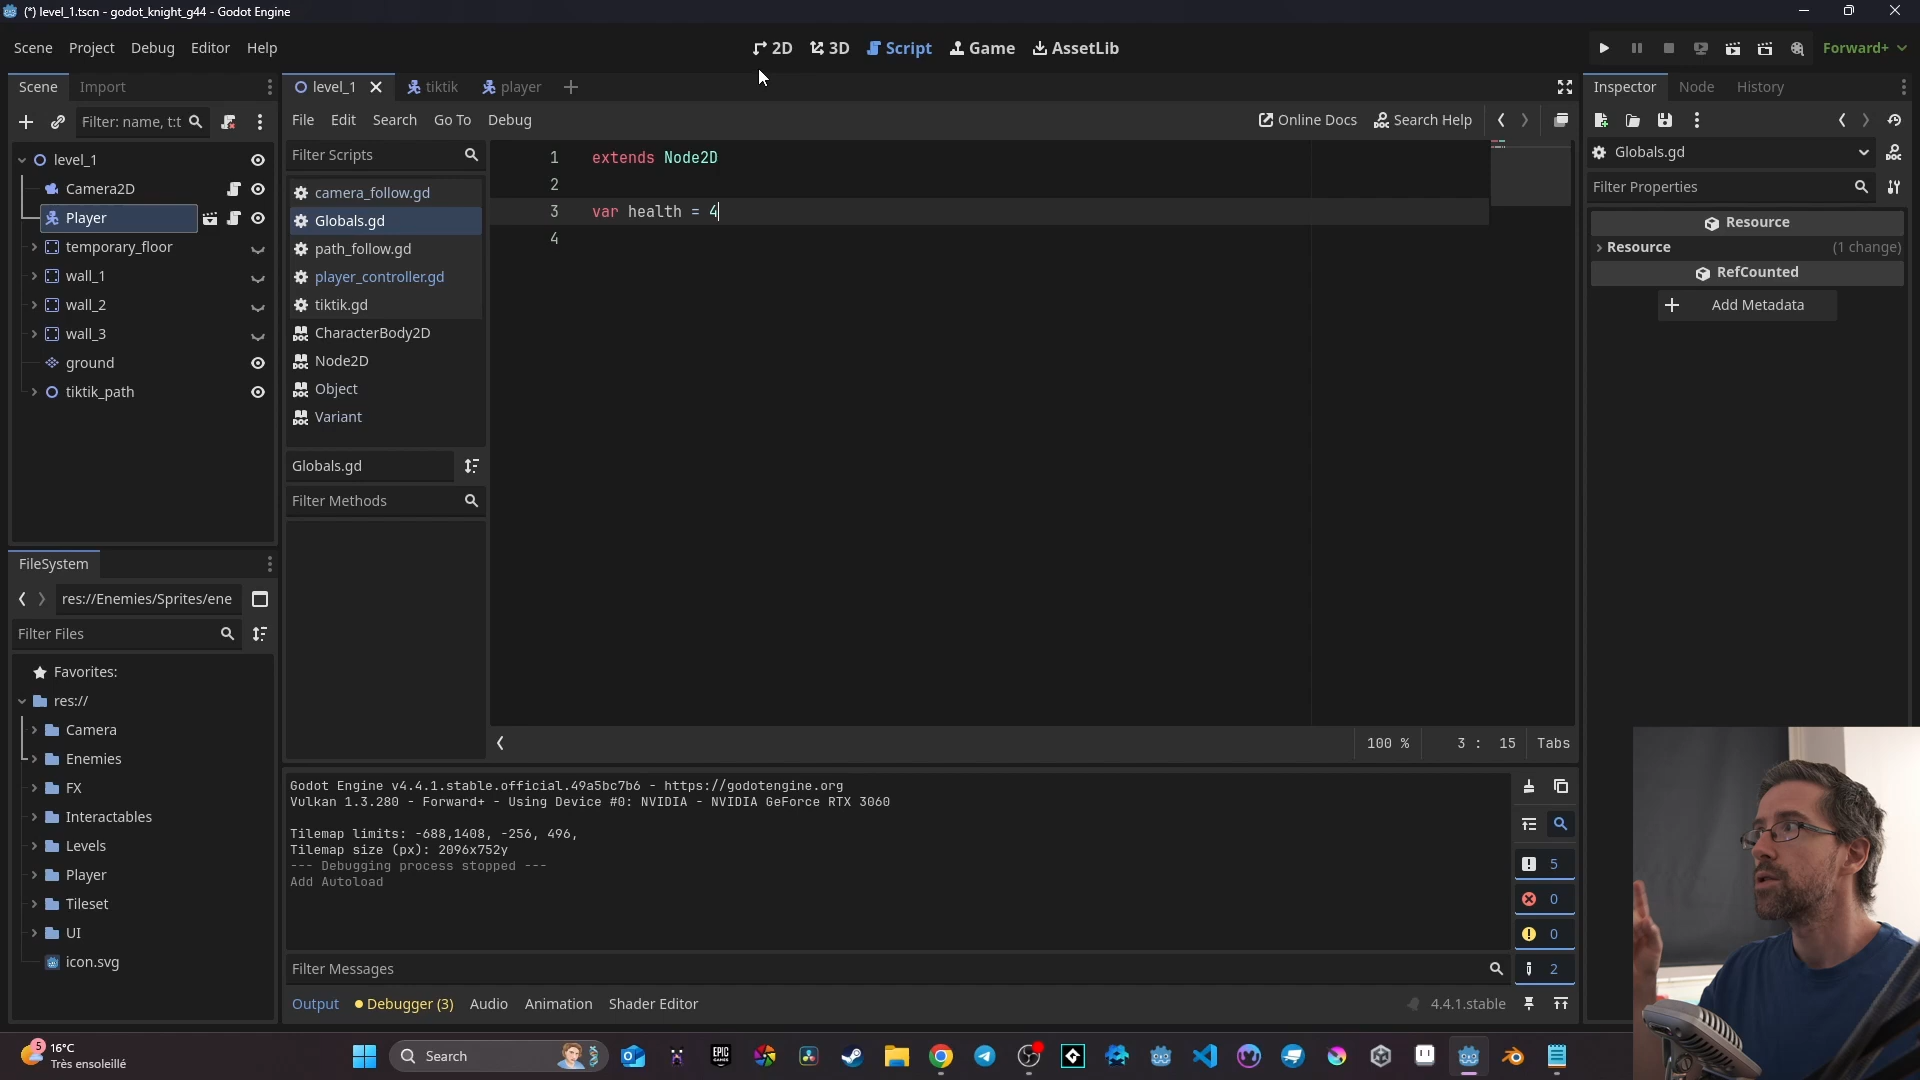 (*) level_1.tscn - godot_knight_g44 - Godot Engine
Scene Project Debug Editor Help
2D 3D Script Game AssetLib
Forward+
Scene Import
level_1 tiktik player
Inspector Node History
Filter: name, t:t
File Edit Search Go To Debug
Online Docs Search Help
level_1
Camera2D
Player
temporary_floor
wall_1
wall_2
wall_3
ground
tiktik_path
Filter Scripts
camera_follow.gd
Globals.gd
path_follow.gd
player_controller.gd
tiktik.gd
CharacterBody2D
Node2D
Object
Variant
Globals.gd
Filter Methods
1 extends Node2D
2
3 var health = 4
4
100 % 3 : 15 Tabs
Globals.gd
Filter Properties
Resource
Resource (1 change)
RefCounted
Add Metadata
FileSystem
res://Enemies/Sprites/ene
Filter Files
Favorites:
res://
Camera
Enemies
FX
Interactables
Levels
Player
Tileset
UI
icon.svg
Godot Engine v4.4.1.stable.official.49a5bc7b6 - https://godotengine.org
Vulkan 1.3.280 - Forward+ - Using Device #0: NVIDIA - NVIDIA GeForce RTX 3060
Tilemap limits: -688,1408, -256, 496,
Tilemap size (px): 2096x752y
--- Debugging process stopped ---
Add Autoload
5
0
0
2
Filter Messages
Output Debugger (3) Audio Animation Shader Editor
4.4.1.stable
5
16°C
Très ensoleillé
Search